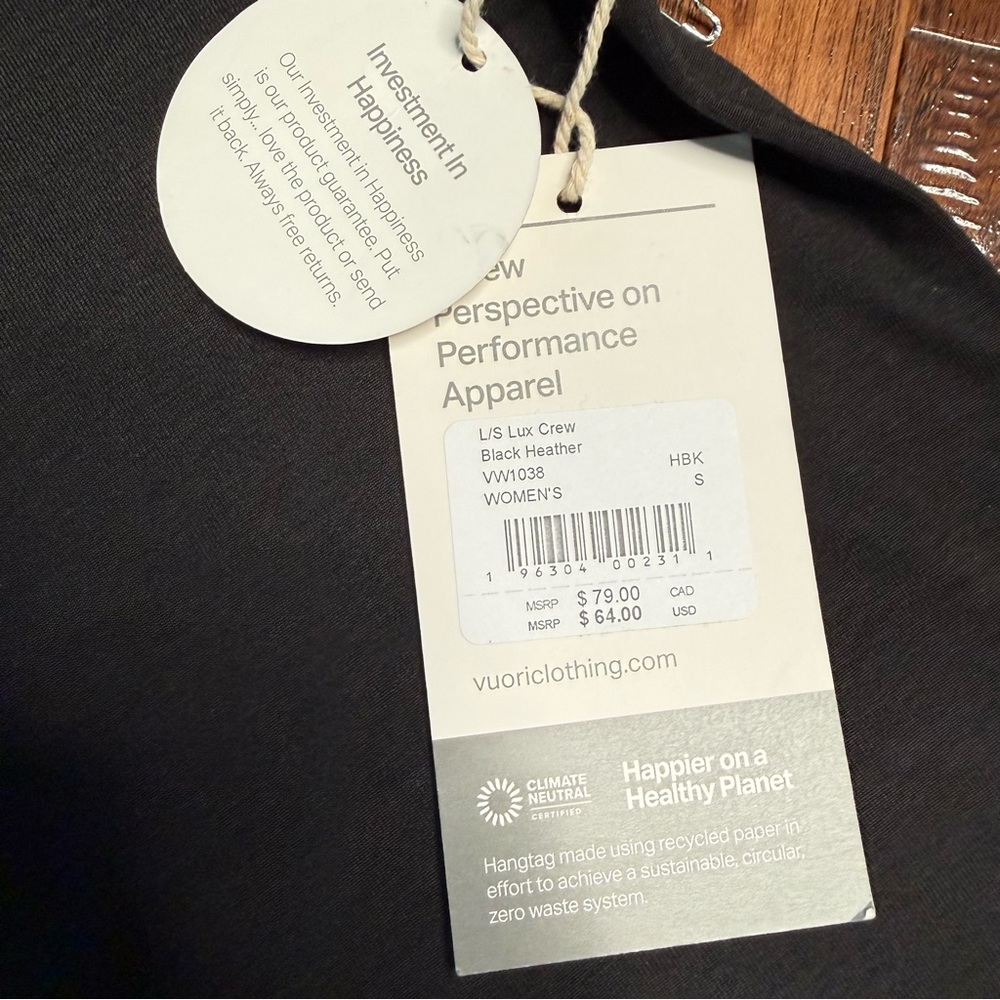 Investment In
Happiness
Our Investment in Happiness
is our product guarantee. Put
simply... love the product or send
it back. Always free returns.
Perspective on
Performance
Apparel
L/S Lux Crew
Black Heather
VW1038 HBK
WOMEN'S S
1 96304 00231 1
MSRP $ 79.00 CAD
MSRP $ 64.00 USD
vuoriclothing.com
CLIMATE
NEUTRAL
CERTIFIED
Happier on a
Healthy Planet
Hangtag made using recycled paper in
effort to achieve a sustainable, circular,
zero waste system.